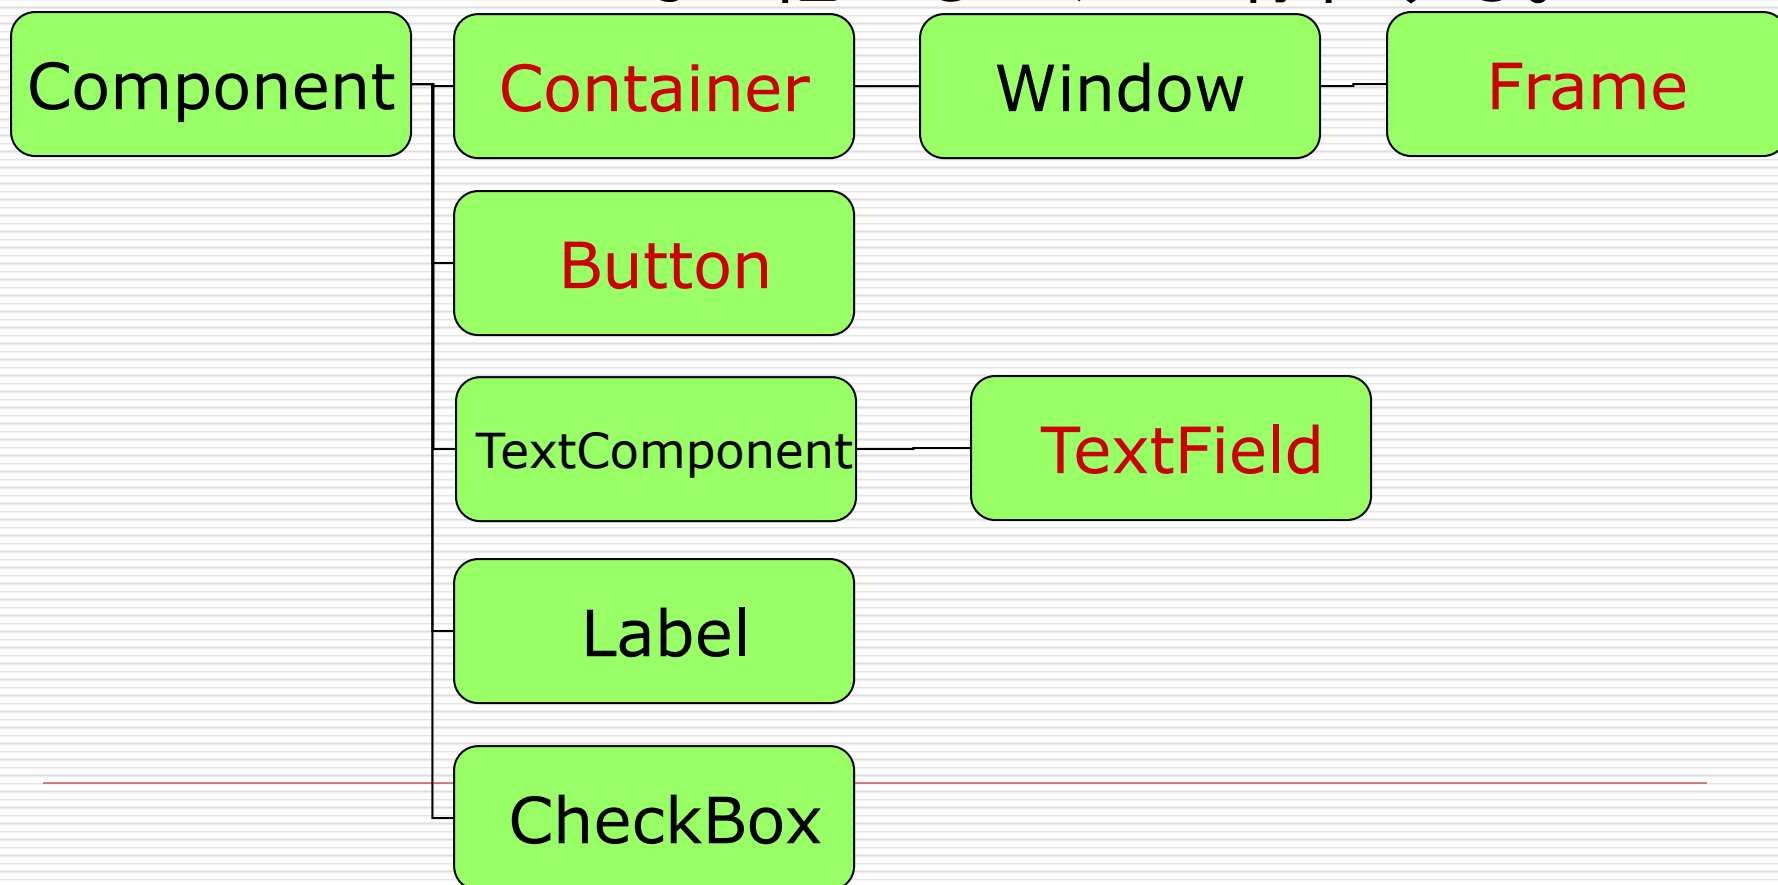 Component
Container
Window
Frame
Button
TextComponent
TextField
Label
CheckBox